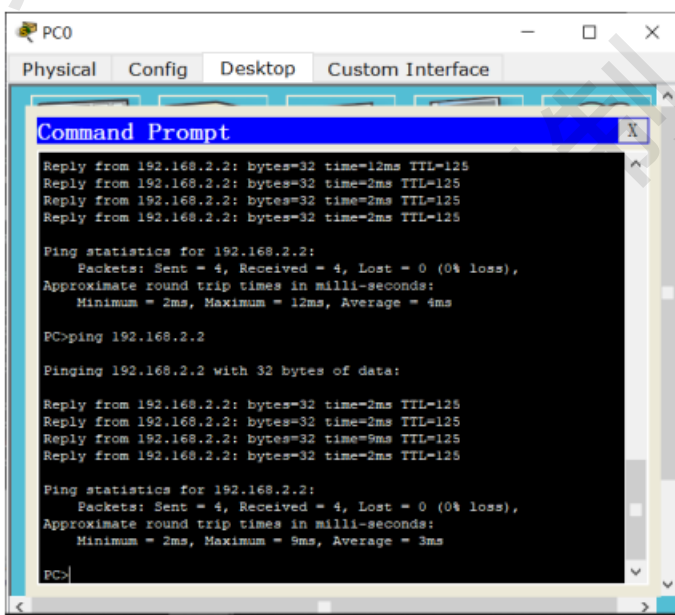 PC0
Physical Config Desktop Custom Interface
Command Prompt
X
Reply from 192.168.2.2: bytes=32 time=12ms TTL=125
Reply from 192.168.2.2: bytes=32 time=2ms TTL=125
Reply from 192.168.2.2: bytes=32 time=2ms TTL=125
Reply from 192.168.2.2: bytes=32 time=2ms TTL=125
Ping statistics for 192.168.2.2:
Packets: Sent = 4, Received = 4, Lost = 0 (0% loss),
Approximate round trip times in milli-seconds:
Minimum = 2ms, Maximum = 12ms, Average = 4ms
PC>ping 192.168.2.2
Pinging 192.168.2.2 with 32 bytes of data:
Reply from 192.168.2.2: bytes=32 time=2ms TTL=125
Reply from 192.168.2.2: bytes=32 time=2ms TTL=125
Reply from 192.168.2.2: bytes=32 time=9ms TTL=125
Reply from 192.168.2.2: bytes=32 time=2ms TTL=125
Ping statistics for 192.168.2.2:
Packets: Sent = 4, Received = 4, Lost = 0 (0% loss),
Approximate round trip times in milli-seconds:
Minimum = 2ms, Maximum = 9ms, Average = 3ms
PC>